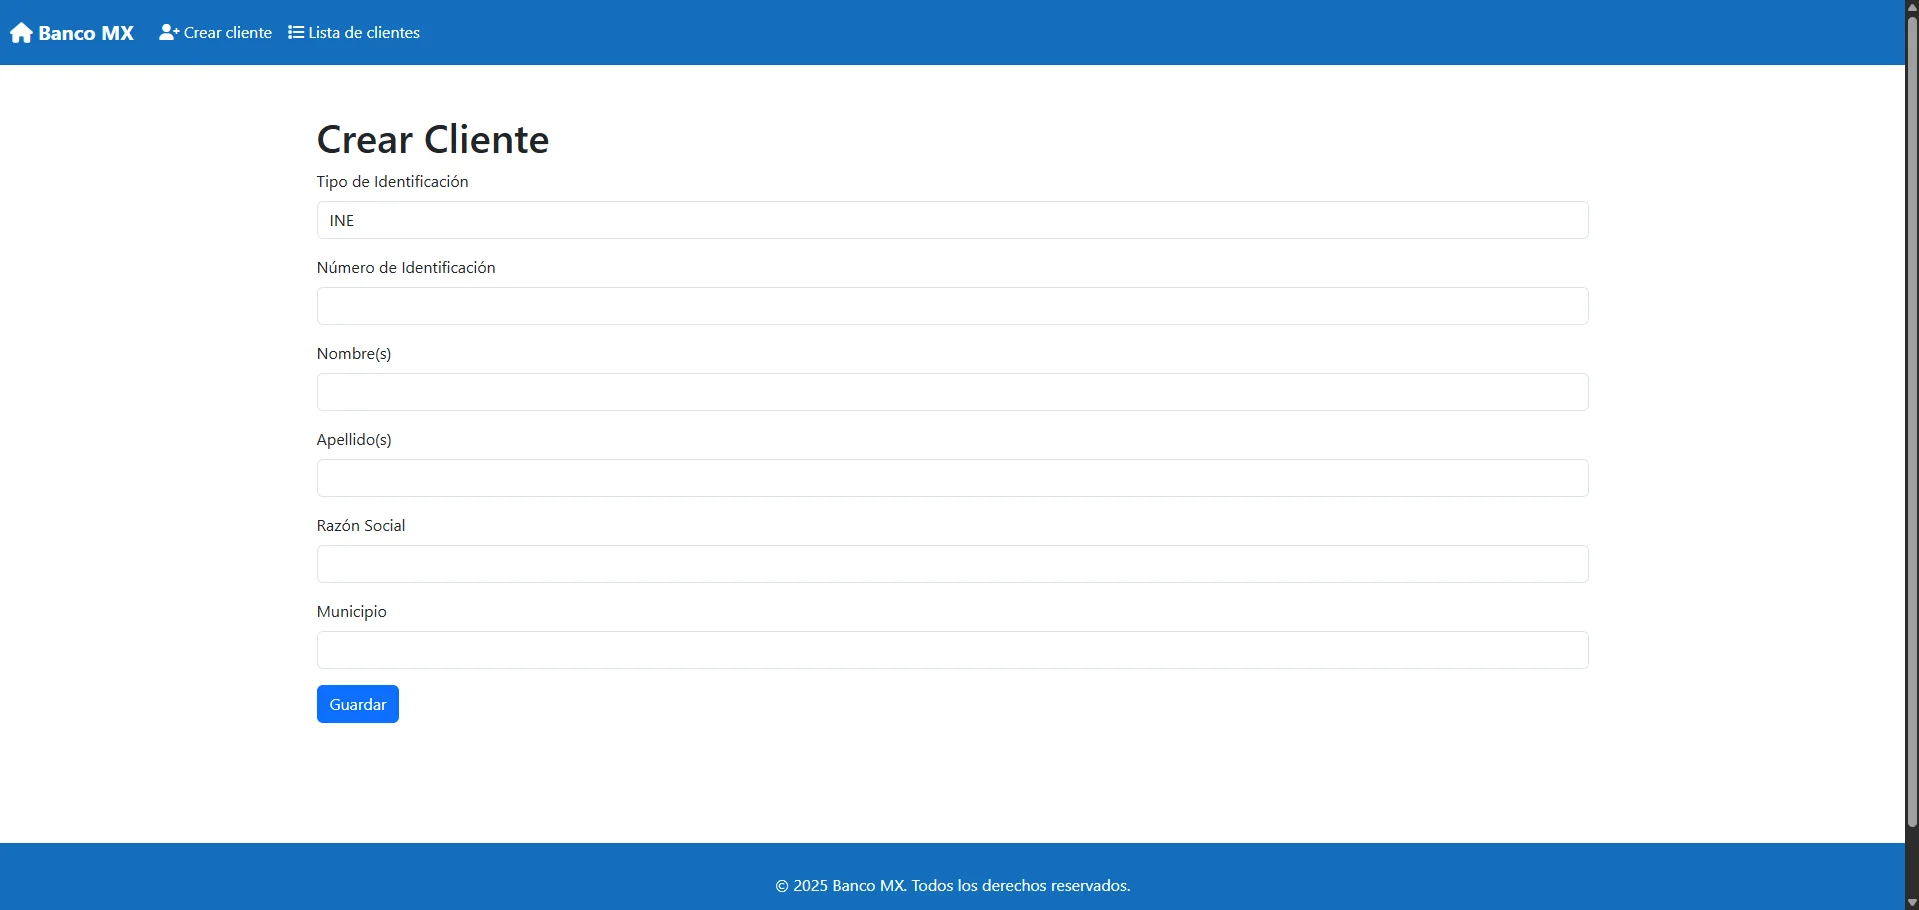 Banco MX Crear cliente Lista de clientes
Crear Cliente
Tipo de Identificación
INE
Número de Identificación
Nombre(s)
Apellido(s)
Razón Social
Municipio
Guardar
© 2025 Banco MX. Todos los derechos reservados.